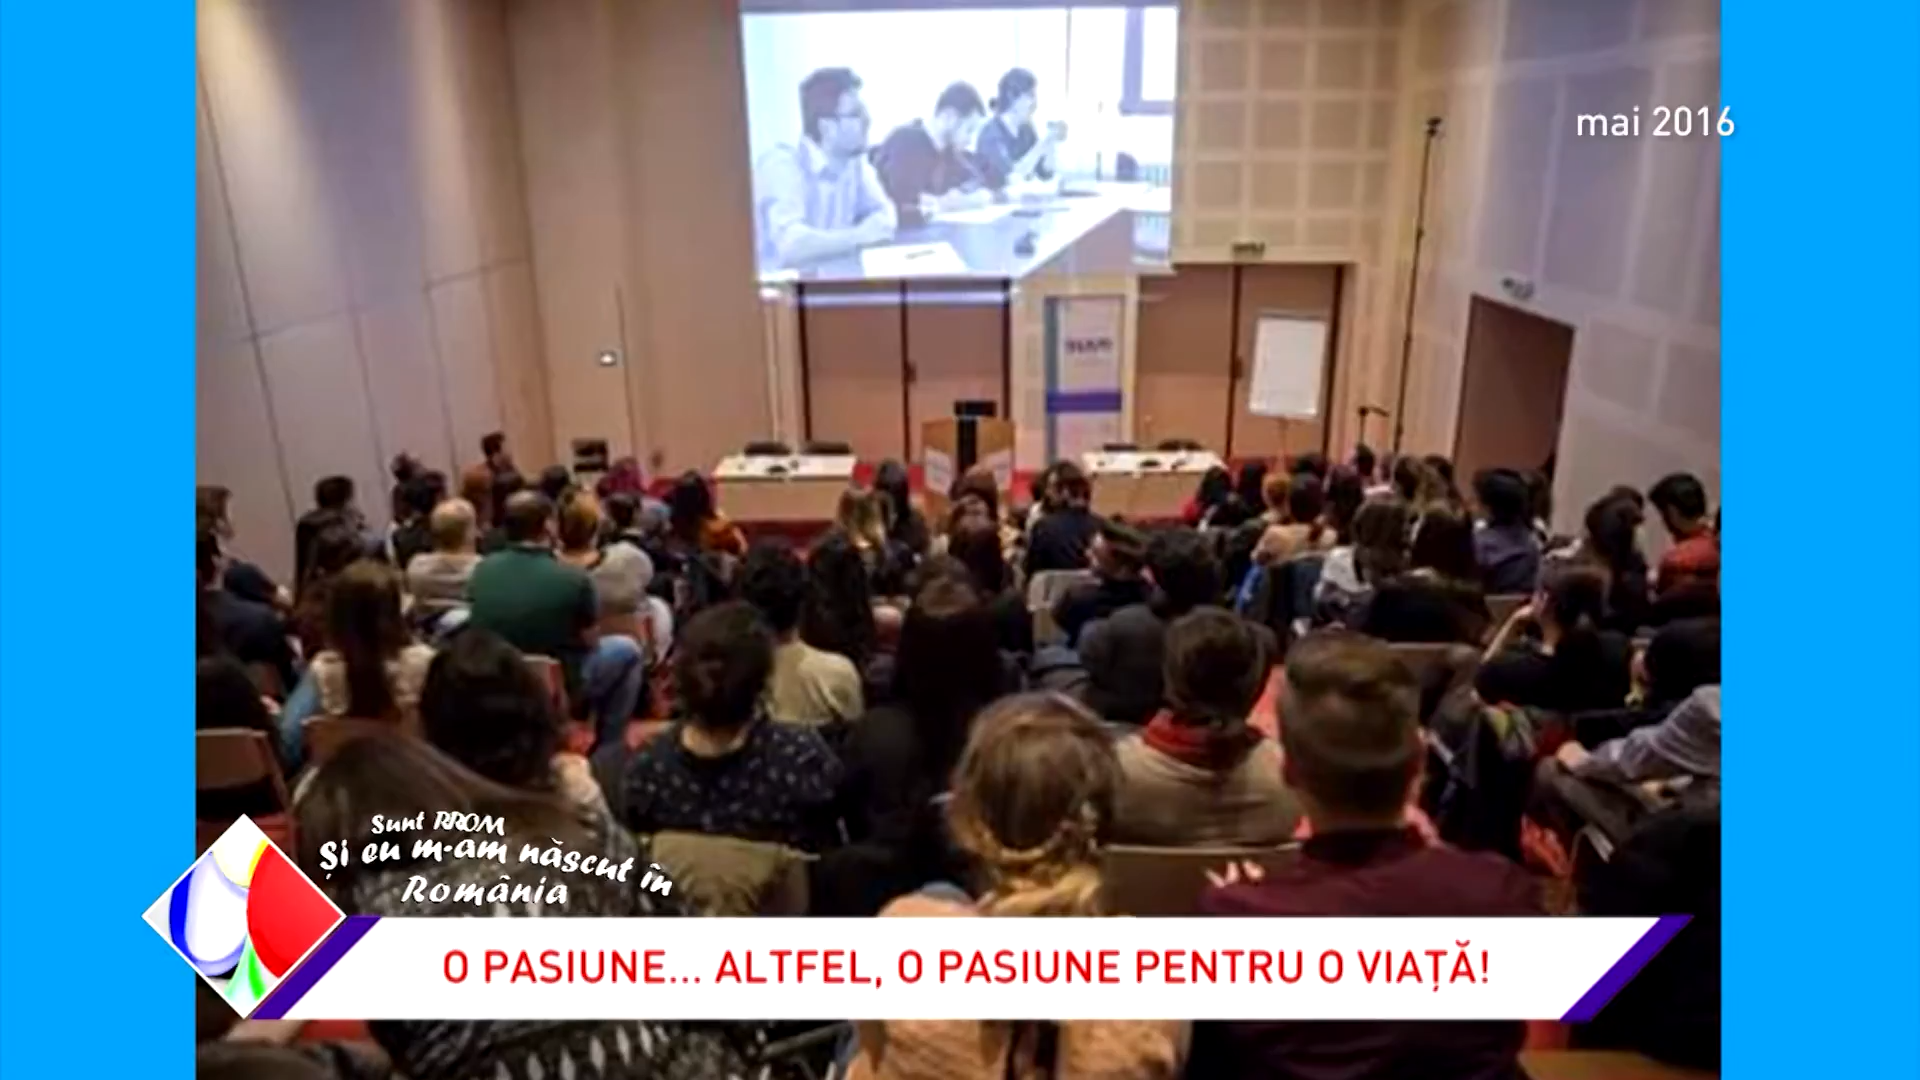 mai 2016
Sunt RROM
Și eu m-am născut în
România
O PASIUNE... ALTFEL, O PASIUNE PENTRU O VIAȚĂ!